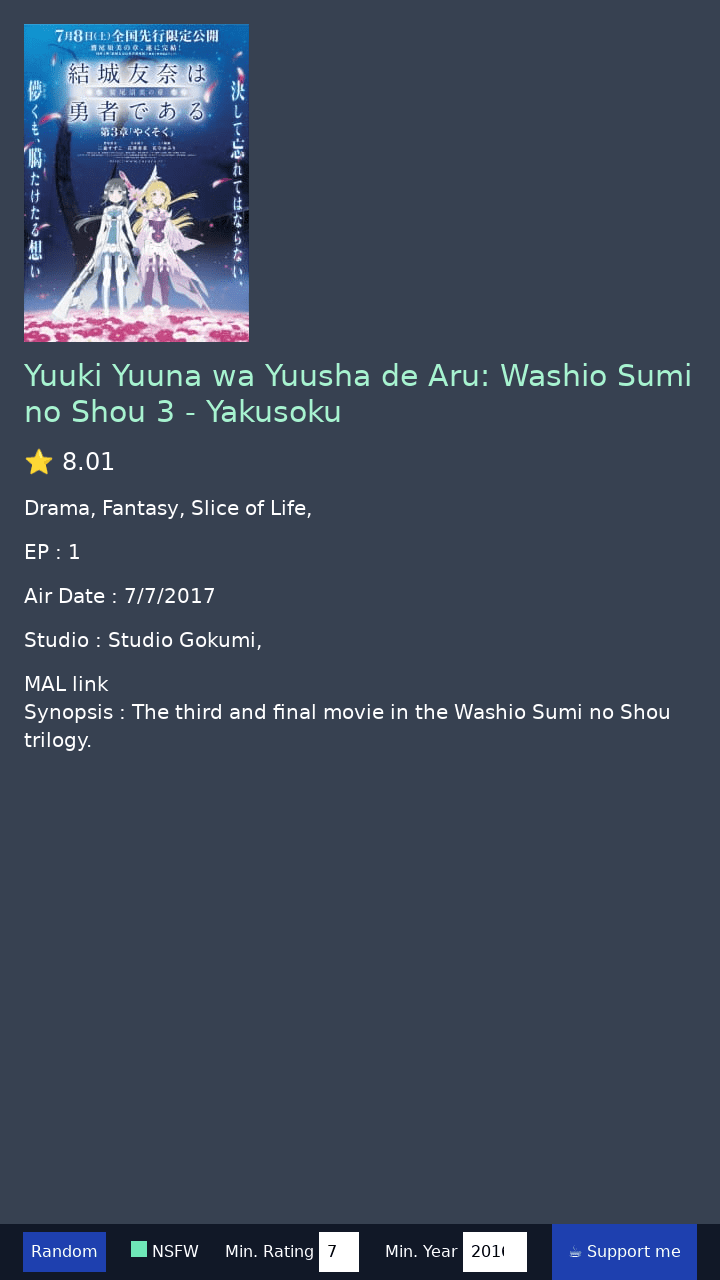 7月8日(土)全国先行限定公開
鷲尾須美の章、遂に完結!
結城友奈は
鷲尾須美の章
勇者である
第3章「やくそく」
決して忘れてはならない、
儚くも、朧たけたる想い
Yuuki Yuuna wa Yuusha de Aru: Washio Sumi
no Shou 3 - Yakusoku
⭐ 8.01
Drama, Fantasy, Slice of Life,
EP : 1
Air Date : 7/7/2017
Studio : Studio Gokumi,
MAL link
Synopsis : The third and final movie in the Washio Sumi no Shou
trilogy.
Random NSFW Min. Rating 7 Min. Year 2016 ☕ Support me